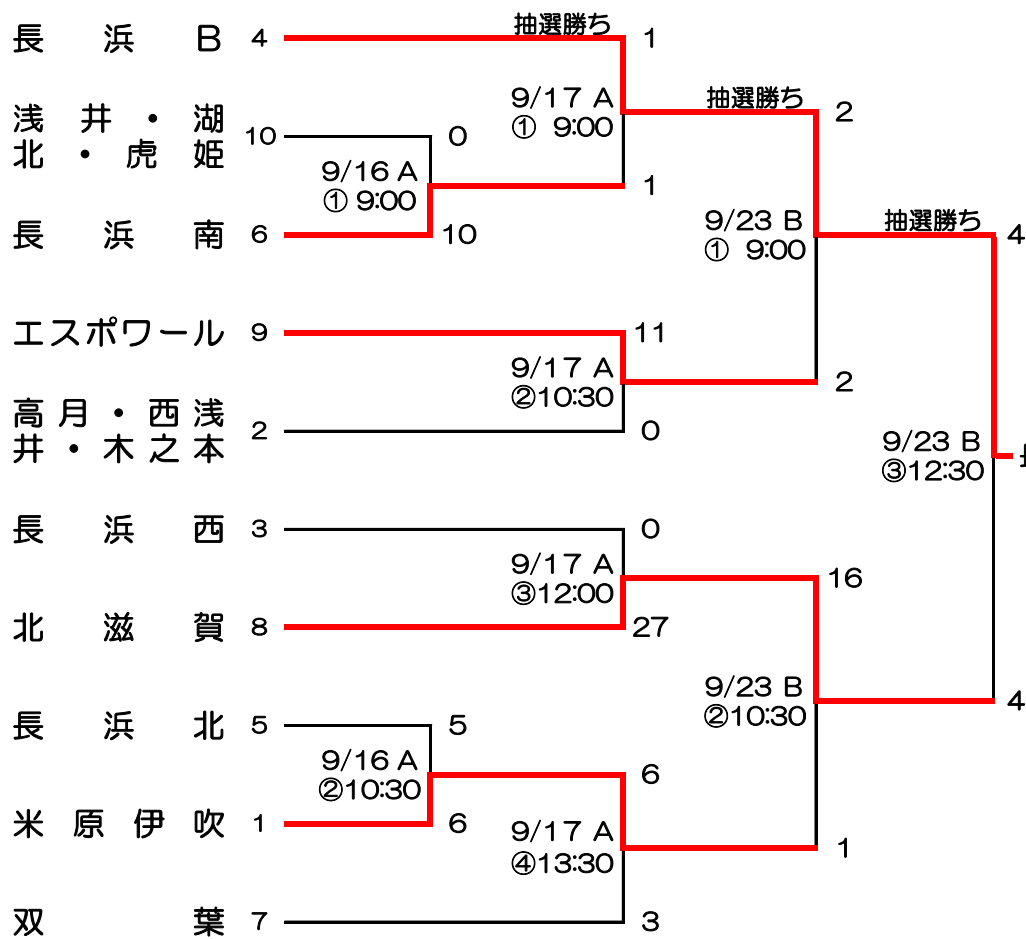 抽選勝ち
長 浜 B 4 1
9/17 A 抽選勝ち 2
① 9:00
浅 井 ・ 湖
北 ・ 虎 姫 10 0
9/16 A
① 9:00 1
抽選勝ち
9/23 B
① 9:00
長 浜 南 6 10 4
エスポワール 9 11
9/17 A
②10:30 2
高 月 ・ 西 浅
井 ・ 木 之 本 2 0
9/23 B
③12:30
長 浜 西 3 0
9/17 A
③12:00 16
北 滋 賀 8 27
9/23 B
②10:30 4
長 浜 北 5 5
9/16 A
②10:30 6
米 原 伊 吹 1 6
9/17 A
④13:30 1
双 葉 7 3